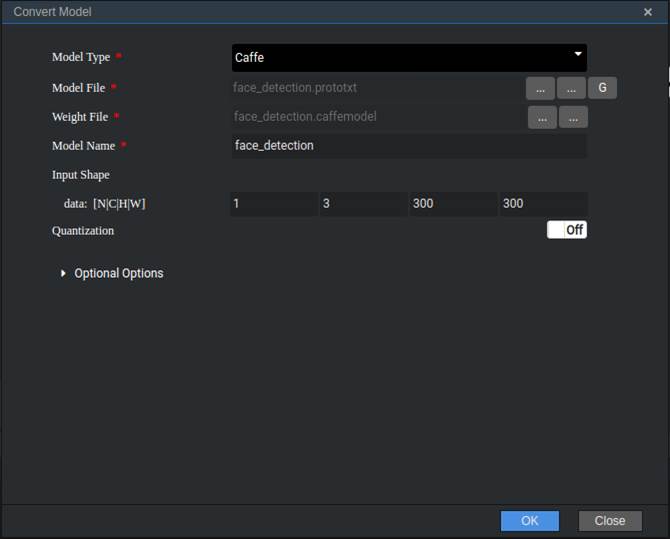 Convert Model ×
Model Type * Caffe
Model File * face_detection.prototxt ... ... G
Weight File * face_detection.caffemodel ... ...
Model Name * face_detection
Input Shape
data: [N|C|H|W] 1 3 300 300
Quantization Off
Optional Options
OK Close